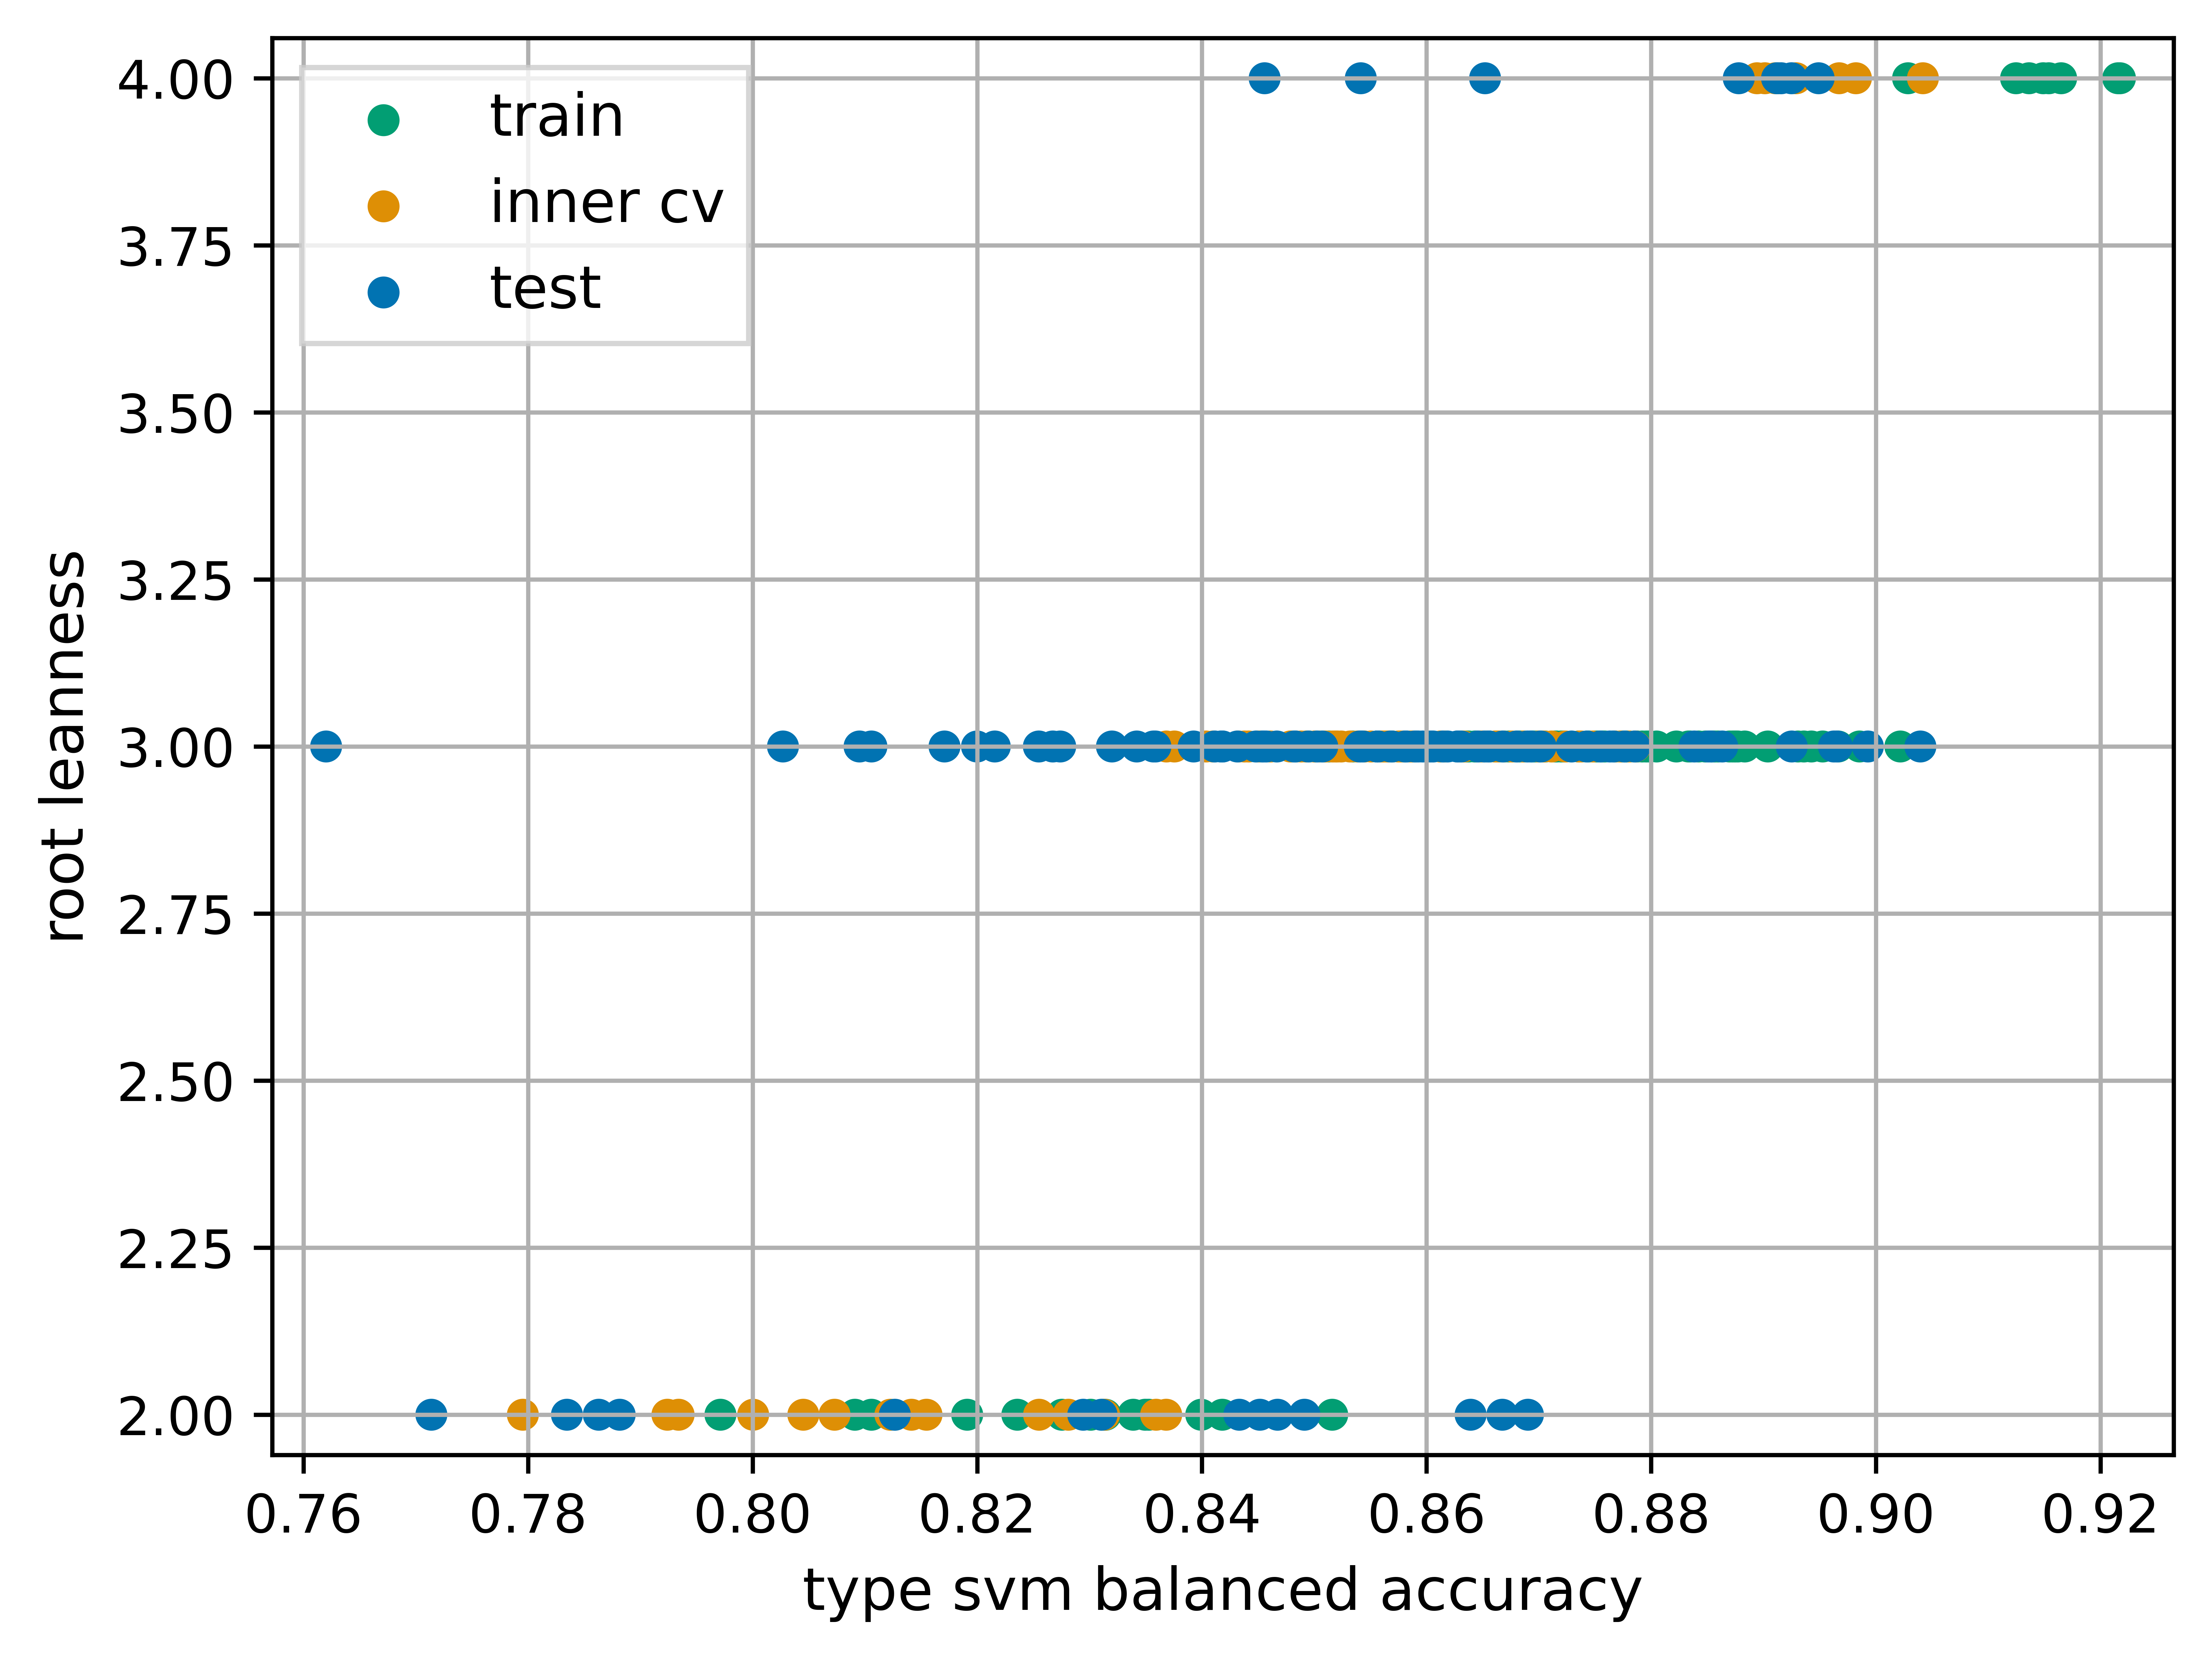 train
inner cv
test
4.00
3.75
3.50
3.25
3.00
2.75
2.50
2.25
2.00
root leanness
0.76 0.78 0.80 0.82 0.84 0.86 0.88 0.90 0.92
type svm balanced accuracy